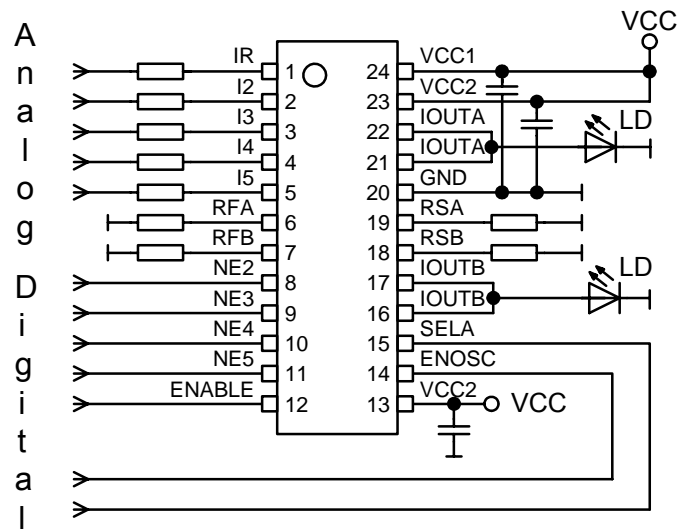 Analog
Digital
VCC
IR 1 24 VCC1
I2 2 23 VCC2
I3 3 22 IOUTA
LD
I4 4 21 IOUTA
I5 5 20 GND
RFA 6 19 RSA
RFB 7 18 RSB
NE2 8 17 IOUTB
LD
NE3 9 16 IOUTB
NE4 10 15 SELA
NE5 11 14 ENOSC
ENABLE 12 13 VCC2
VCC